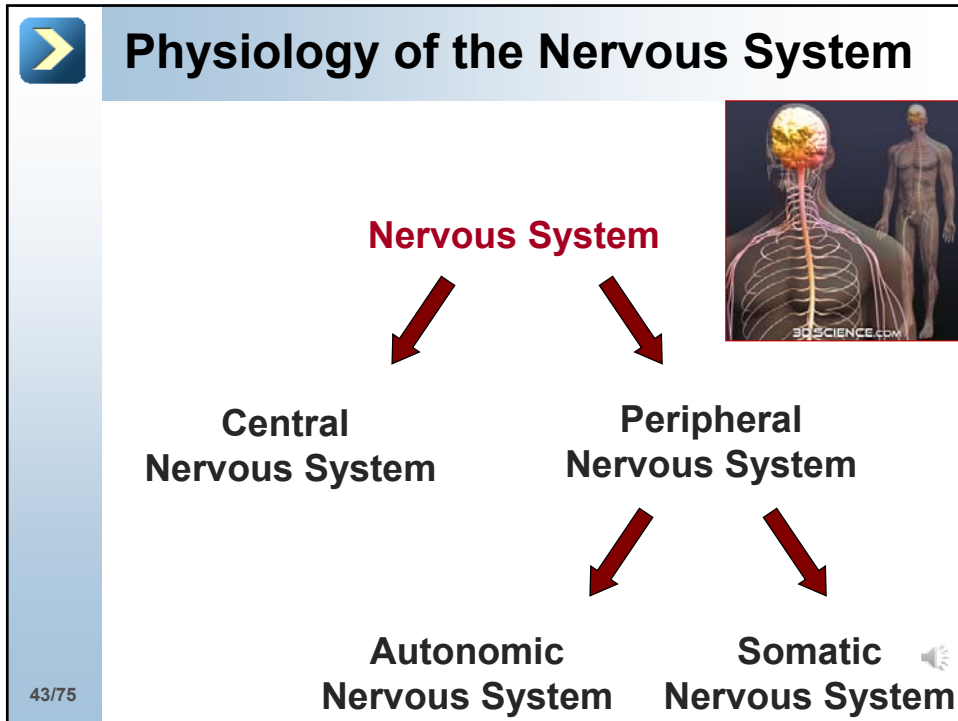 Physiology of the Nervous System
3DSCIENCE.COM
Nervous System
Central
Nervous System
Peripheral
Nervous System
Autonomic
Nervous System
Somatic
Nervous System
43/75